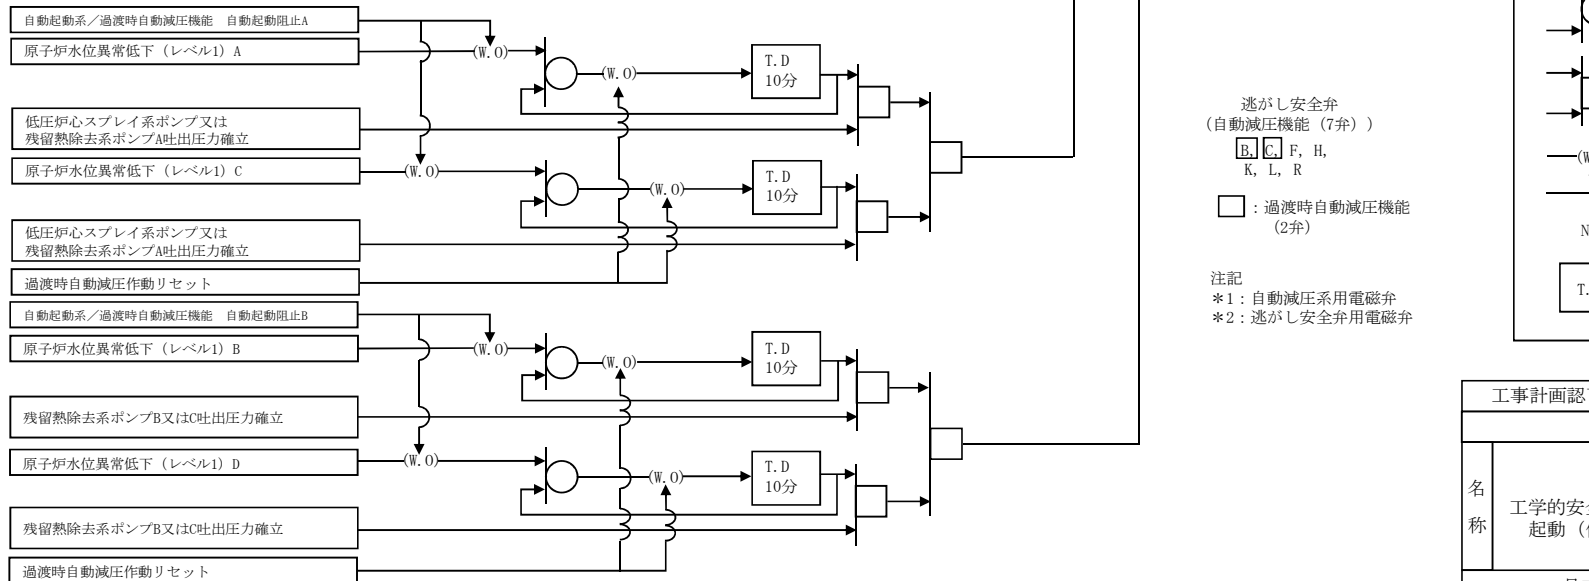 自動起動系／過渡時自動減圧機能　自動起動阻止A
原子炉水位異常低下（レベル1）A
(W.O)
(W.O)
T.D
10分
低圧炉心スプレイ系ポンプ又は
残留熱除去系ポンプA吐出圧力確立
原子炉水位異常低下（レベル1）C
(W.O)
(W.O)
T.D
10分
低圧炉心スプレイ系ポンプ又は
残留熱除去系ポンプA吐出圧力確立
過渡時自動減圧作動リセット
自動起動系／過渡時自動減圧機能　自動起動阻止B
原子炉水位異常低下（レベル1）B
(W.O)
(W.O)
T.D
10分
残留熱除去系ポンプB又はC吐出圧力確立
原子炉水位異常低下（レベル1）D
(W.O)
(W.O)
T.D
10分
残留熱除去系ポンプB又はC吐出圧力確立
過渡時自動減圧作動リセット
逃がし安全弁
（自動減圧機能（7弁））
B, C, F, H,
K, L, R
：過渡時自動減圧機能
（2弁）
注記
＊1：自動減圧系用電磁弁
＊2：逃がし安全弁用電磁弁
(W
N
T.
工事計画認
名
称
工学的安
起動（